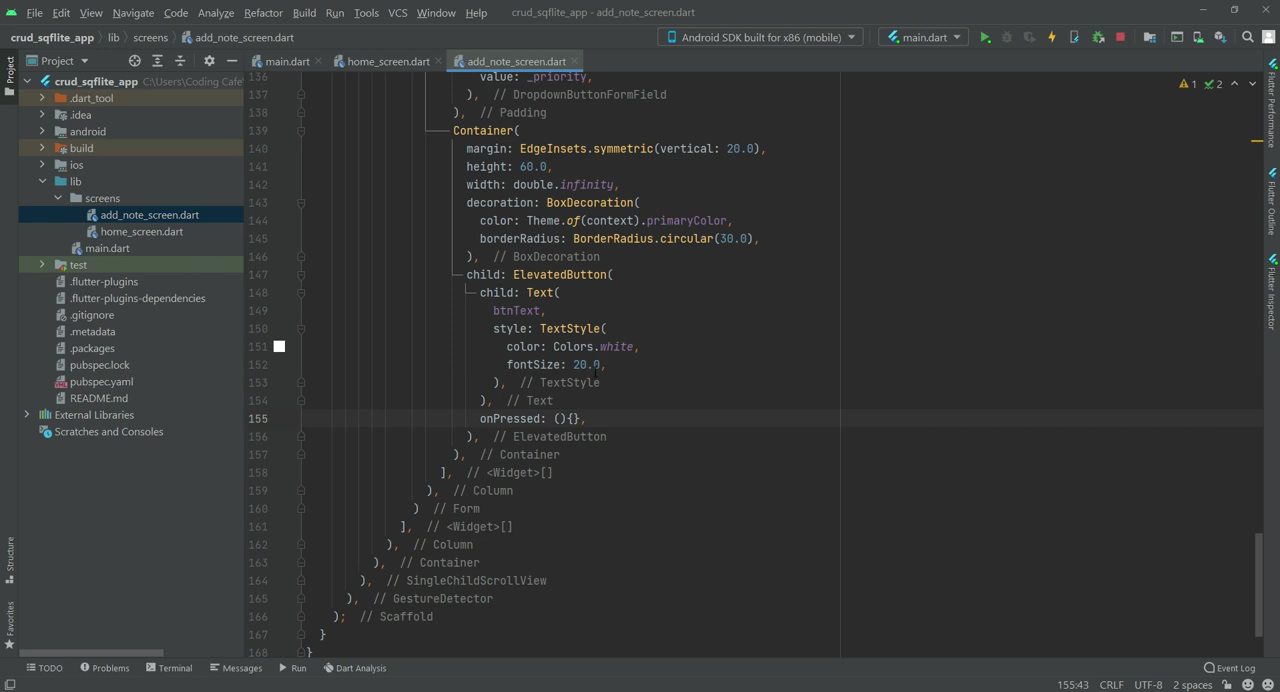 File Edit View Navigate Code Analyze Refactor Build Run Tools VCS Window Help crud_sqflite_app - add_note_screen.dart
crud_sqflite_app lib screens add_note_screen.dart Android SDK built for x86 (mobile) main.dart
Project main.dart home_screen.dart add_note_screen.dart
crud_sqflite_app C:\Users\Coding Cafe
.dart_tool
.idea
android
build
ios
lib
screens
add_note_screen.dart
home_screen.dart
main.dart
test
.flutter-plugins
.flutter-plugins-dependencies
.gitignore
.metadata
.packages
pubspec.lock
pubspec.yaml
README.md
External Libraries
Scratches and Consoles
136 value: _priority,
137 ), // DropdownButtonFormField
138 ), // Padding
139 Container(
140 margin: EdgeInsets.symmetric(vertical: 20.0),
141 height: 60.0,
142 width: double.infinity,
143 decoration: BoxDecoration(
144 color: Theme.of(context).primaryColor,
145 borderRadius: BorderRadius.circular(30.0),
146 ), // BoxDecoration
147 child: ElevatedButton(
148 child: Text(
149 btnText,
150 style: TextStyle(
151 color: Colors.white,
152 fontSize: 20.0,
153 ), // TextStyle
154 ), // Text
155 onPressed: (){},
156 ), // ElevatedButton
157 ), // Container
158 ], // <Widget>[]
159 ), // Column
160 ) // Form
161 ], // <Widget>[]
162 ), // Column
163 ), // Container
164 ), // SingleChildScrollView
165 ), // GestureDetector
166 ); // Scaffold
167 }
168 }
1 2
Project
Structure
Favorites
Flutter Performance
Flutter Outline
Flutter Inspector
TODO Problems Terminal Messages Run Dart Analysis Event Log
155:43 CRLF UTF-8 2 spaces